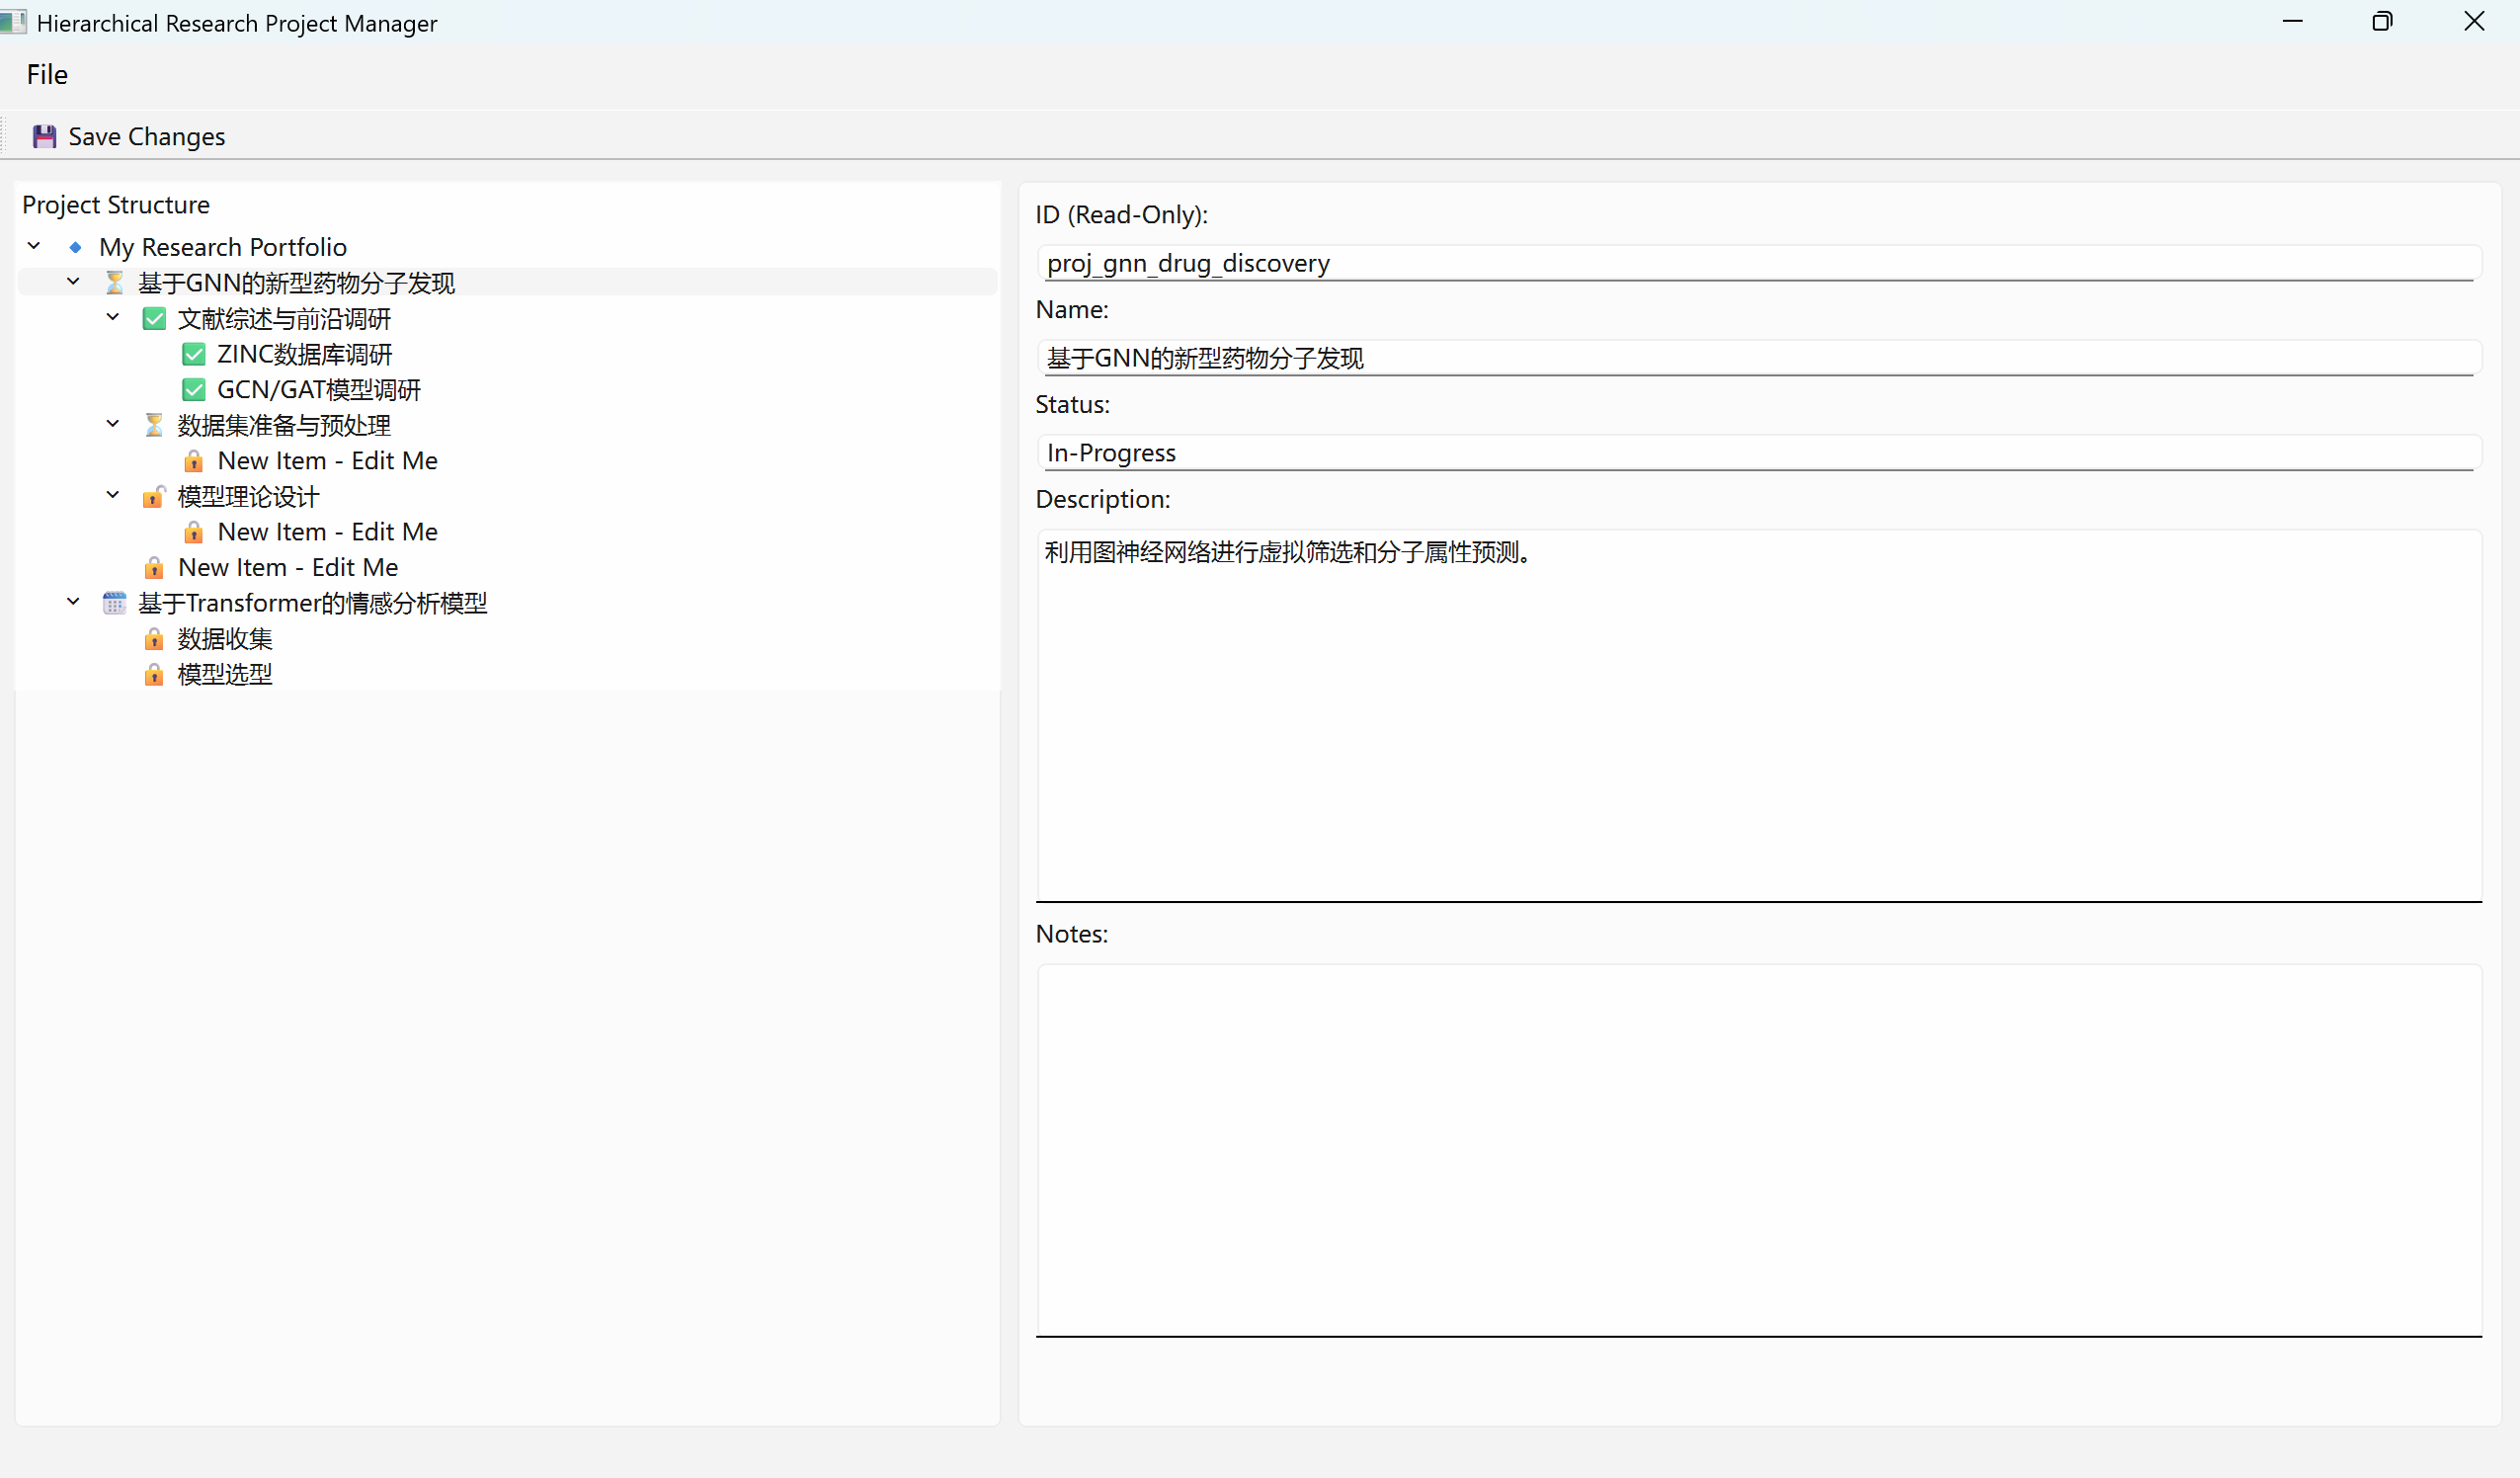 Hierarchical Research Project Manager
File
Save Changes
Project Structure
My Research Portfolio
基于GNN的新型药物分子发现
文献综述与前沿调研
ZINC数据库调研
GCN/GAT模型调研
数据集准备与预处理
New Item - Edit Me
模型理论设计
New Item - Edit Me
New Item - Edit Me
基于Transformer的情感分析模型
数据收集
模型选型
ID (Read-Only):
proj_gnn_drug_discovery
Name:
基于GNN的新型药物分子发现
Status:
In-Progress
Description:
利用图神经网络进行虚拟筛选和分子属性预测。
Notes: